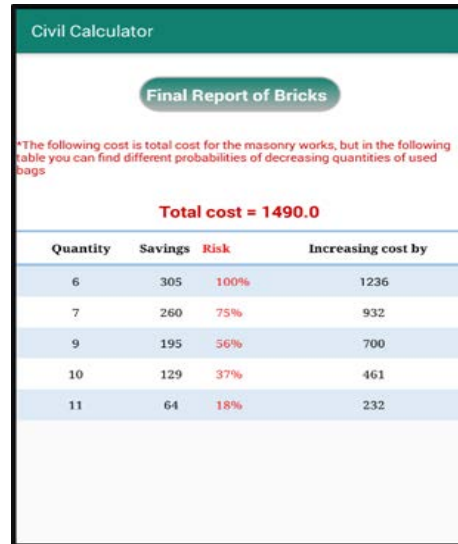 Civil Calculator
Final Report of Bricks
*The following cost is total cost for the masonry works, but in the following
table you can find different probabilities of decreasing quantities of used
bags
Total cost = 1490.0
Quantity Savings Risk Increasing cost by
6 305 100% 1236
7 260 75% 932
9 195 56% 700
10 129 37% 461
11 64 18% 232